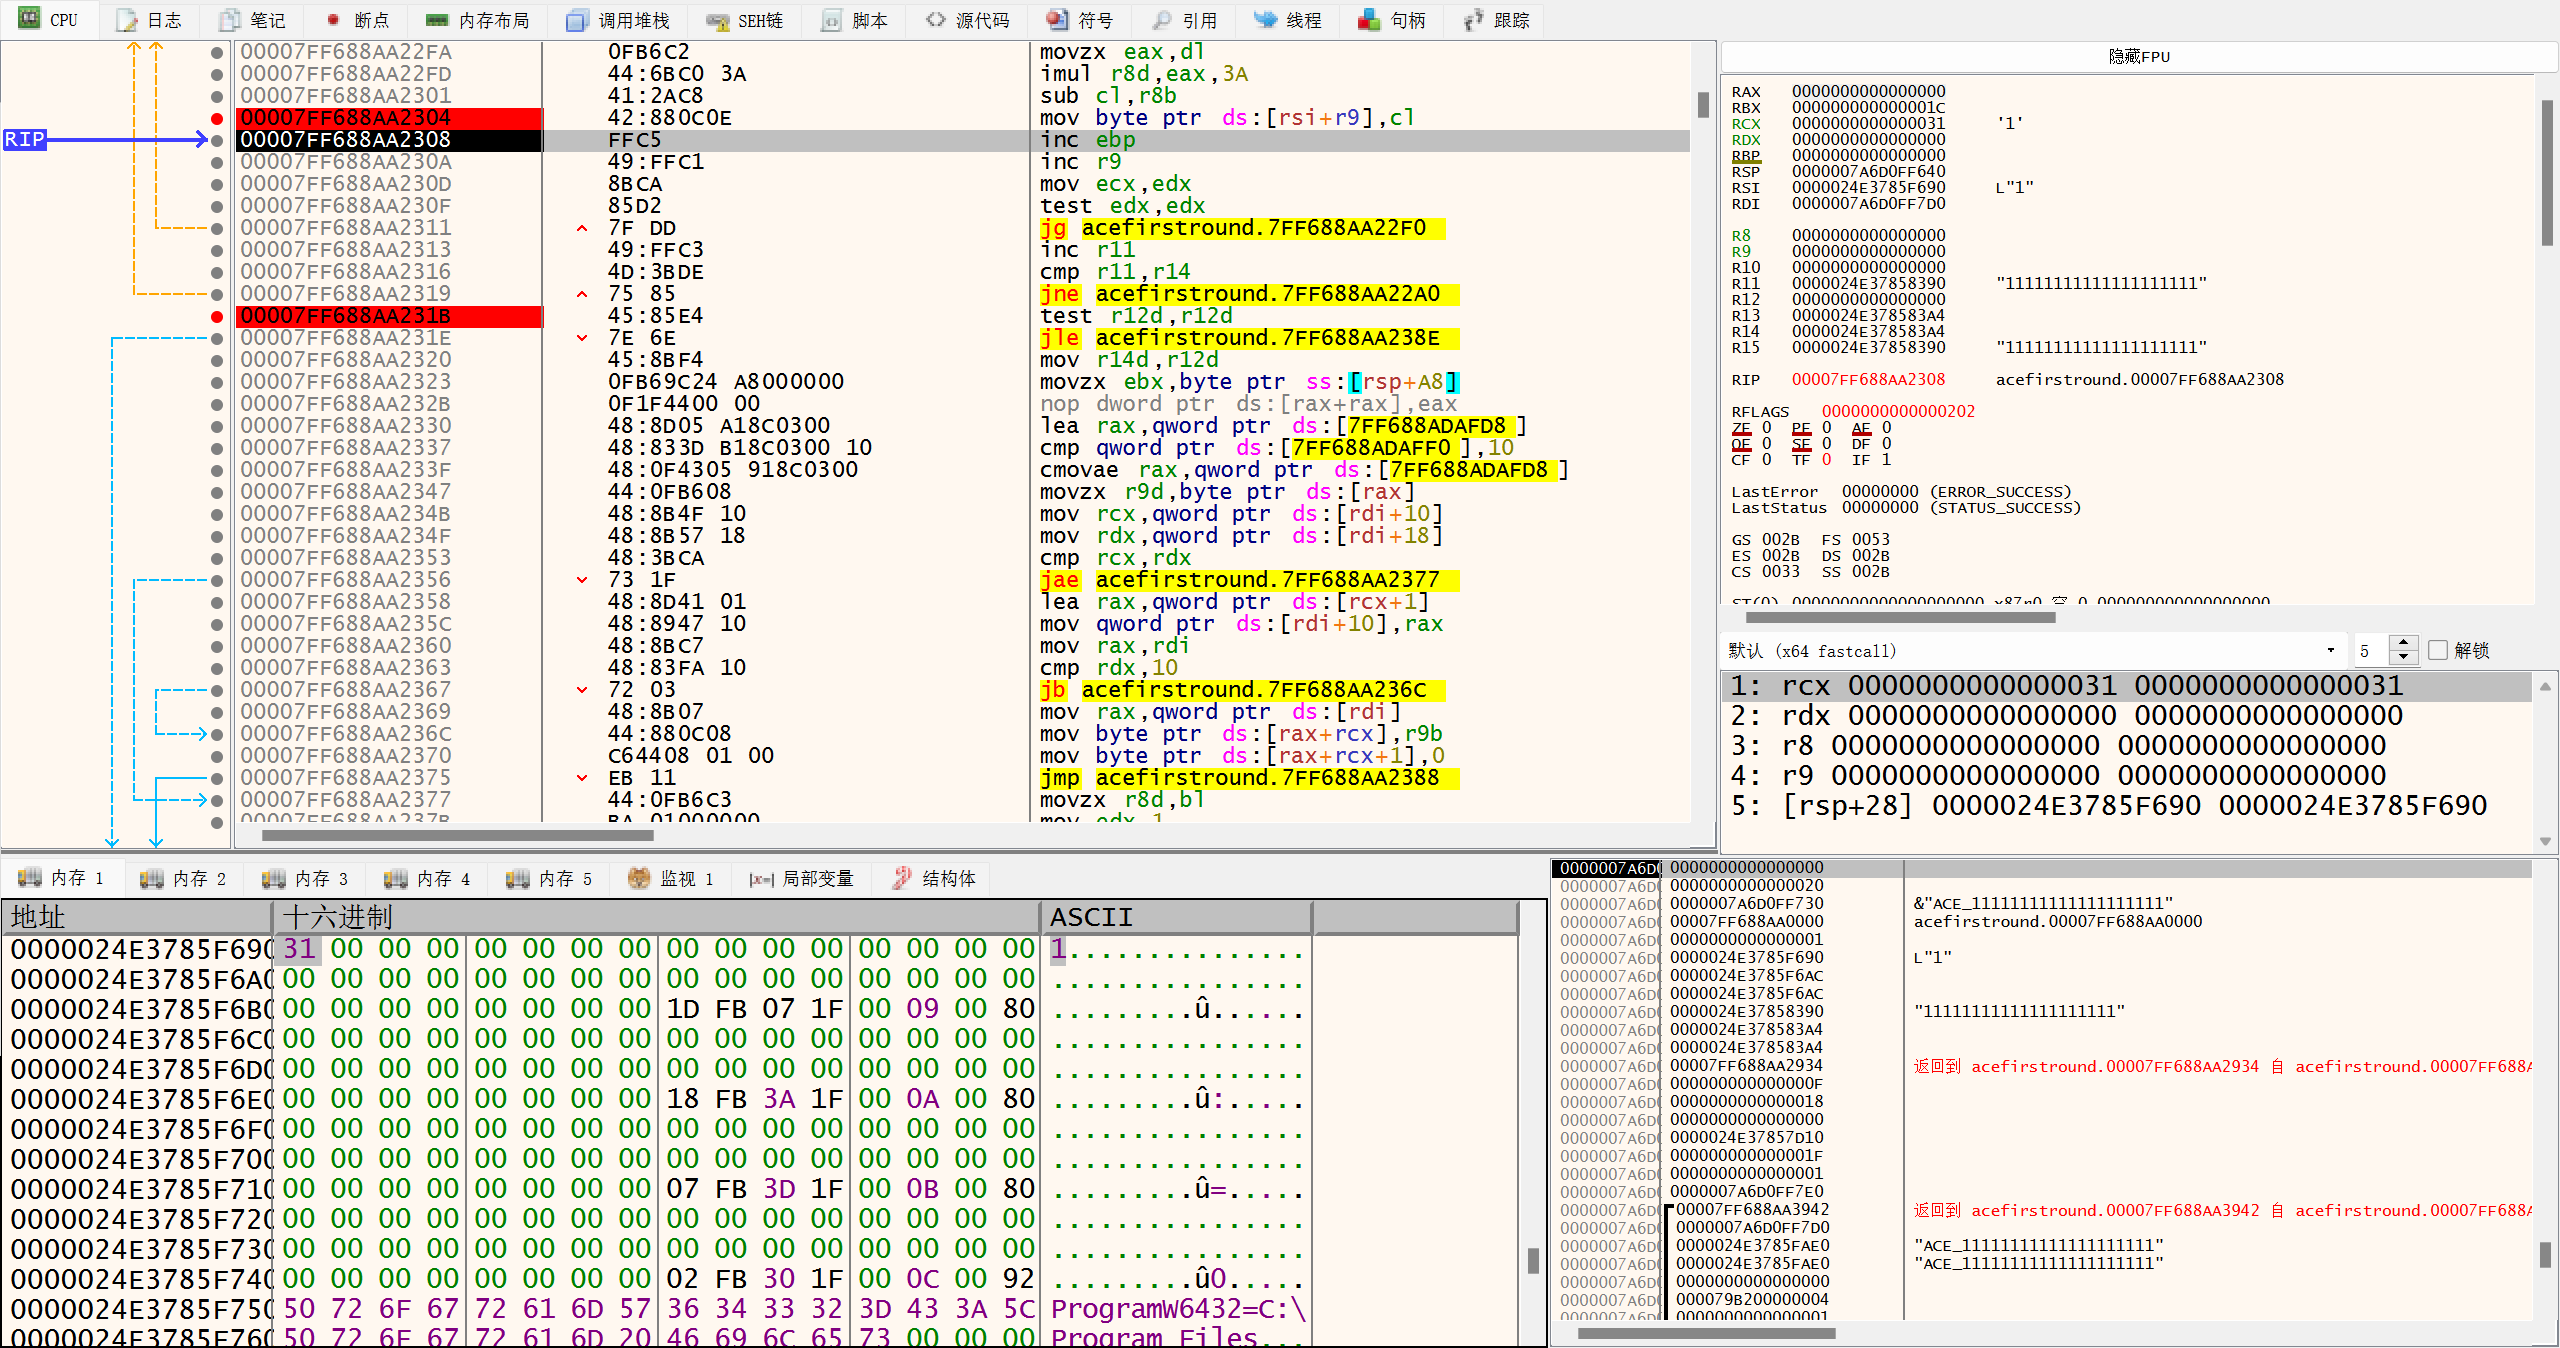 CPU 日志 笔记 断点 内存布局 调用堆栈 SEH链 脚本 源代码 符号 引用 线程 句柄 跟踪
00007FF688AA22FA 0FB6C2 movzx eax,dl
00007FF688AA22FD 44:6BC0 3A imul r8d,eax,3A
00007FF688AA2301 41:2AC8 sub cl,r8b
00007FF688AA2304 42:880C0E mov byte ptr ds:[rsi+r9],cl
RIP 00007FF688AA2308 FFC5 inc ebp
00007FF688AA230A 49:FFC1 inc r9
00007FF688AA230D 8BCA mov ecx,edx
00007FF688AA230F 85D2 test edx,edx
00007FF688AA2311 7F DD jg acefirstround.7FF688AA22F0
00007FF688AA2313 49:FFC3 inc r11
00007FF688AA2316 4D:3BDE cmp r11,r14
00007FF688AA2319 75 85 jne acefirstround.7FF688AA22A0
00007FF688AA231B 45:85E4 test r12d,r12d
00007FF688AA231E 7E 6E jle acefirstround.7FF688AA238E
00007FF688AA2320 45:8BF4 mov r14d,r12d
00007FF688AA2323 0FB69C24 A8000000 movzx ebx,byte ptr ss:[rsp+A8]
00007FF688AA232B 0F1F4400 00 nop dword ptr ds:[rax+rax],eax
00007FF688AA2330 48:8D05 A18C0300 lea rax,qword ptr ds:[7FF688ADAFD8]
00007FF688AA2337 48:833D B18C0300 10 cmp qword ptr ds:[7FF688ADAFF0],10
00007FF688AA233F 48:0F4305 918C0300 cmovae rax,qword ptr ds:[7FF688ADAFD8]
00007FF688AA2347 44:0FB608 movzx r9d,byte ptr ds:[rax]
00007FF688AA234B 48:8B4F 10 mov rcx,qword ptr ds:[rdi+10]
00007FF688AA234F 48:8B57 18 mov rdx,qword ptr ds:[rdi+18]
00007FF688AA2353 48:3BCA cmp rcx,rdx
00007FF688AA2356 73 1F jae acefirstround.7FF688AA2377
00007FF688AA2358 48:8D41 01 lea rax,qword ptr ds:[rcx+1]
00007FF688AA235C 48:8947 10 mov qword ptr ds:[rdi+10],rax
00007FF688AA2360 48:8BC7 mov rax,rdi
00007FF688AA2363 48:83FA 10 cmp rdx,10
00007FF688AA2367 72 03 jb acefirstround.7FF688AA236C
00007FF688AA2369 48:8B07 mov rax,qword ptr ds:[rdi]
00007FF688AA236C 44:880C08 mov byte ptr ds:[rax+rcx],r9b
00007FF688AA2370 C64408 01 00 mov byte ptr ds:[rax+rcx+1],0
00007FF688AA2375 EB 11 jmp acefirstround.7FF688AA2388
00007FF688AA2377 44:0FB6C3 movzx r8d,bl
00007FF688AA237B BA 01000000 mov edx,1
隐藏FPU
RAX 0000000000000000
RBX 000000000000001C
RCX 0000000000000031 '1'
RDX 0000000000000000
RBP 0000000000000000
RSP 0000007A6D0FF640
RSI 0000024E3785F690 L"1"
RDI 0000007A6D0FF7D0
R8 0000000000000000
R9 0000000000000000
R10 0000000000000000
R11 0000024E37858390 "11111111111111111111"
R12 0000000000000000
R13 0000024E378583A4
R14 0000024E378583A4
R15 0000024E37858390 "11111111111111111111"
RIP 00007FF688AA2308 acefirstround.00007FF688AA2308
RFLAGS 0000000000000202
ZF 0 PF 0 AF 0
OF 0 SF 0 DF 0
CF 0 TF 0 IF 1
LastError 00000000 (ERROR_SUCCESS)
LastStatus 00000000 (STATUS_SUCCESS)
GS 002B FS 0053
ES 002B DS 002B
CS 0033 SS 002B
ST(0) 00000000000000000000 x87r0 空 0.000000000000000000
默认 (x64 fastcall) 5 解锁
1: rcx 0000000000000031 0000000000000031
2: rdx 0000000000000000 0000000000000000
3: r8 0000000000000000 0000000000000000
4: r9 0000000000000000 0000000000000000
5: [rsp+28] 0000024E3785F690 0000024E3785F690
内存 1 内存 2 内存 3 内存 4 内存 5 监视 1 局部变量 结构体
地址 十六进制 ASCII
0000024E3785F690 31 00 00 00 00 00 00 00 00 00 00 00 00 00 00 00 1...............
0000024E3785F6A0 00 00 00 00 00 00 00 00 00 00 00 00 00 00 00 00 ................
0000024E3785F6B0 00 00 00 00 00 00 00 00 1D FB 07 1F 00 09 00 80 .........û......
0000024E3785F6C0 00 00 00 00 00 00 00 00 00 00 00 00 00 00 00 00 ................
0000024E3785F6D0 00 00 00 00 00 00 00 00 00 00 00 00 00 00 00 00 ................
0000024E3785F6E0 00 00 00 00 00 00 00 00 18 FB 3A 1F 00 0A 00 80 .........û:.....
0000024E3785F6F0 00 00 00 00 00 00 00 00 00 00 00 00 00 00 00 00 ................
0000024E3785F700 00 00 00 00 00 00 00 00 00 00 00 00 00 00 00 00 ................
0000024E3785F710 00 00 00 00 00 00 00 00 07 FB 3D 1F 00 0B 00 80 .........û=.....
0000024E3785F720 00 00 00 00 00 00 00 00 00 00 00 00 00 00 00 00 ................
0000024E3785F730 00 00 00 00 00 00 00 00 00 00 00 00 00 00 00 00 ................
0000024E3785F740 00 00 00 00 00 00 00 00 02 FB 30 1F 00 0C 00 92 .........û0.....
0000024E3785F750 50 72 6F 67 72 61 6D 57 36 34 33 32 3D 43 3A 5C ProgramW6432=C:\
0000024E3785F760 50 72 6F 67 72 61 6D 20 46 69 6C 65 73 00 00 00 Program Files...
0000007A6D0 0000000000000000
0000007A6D0 0000000000000020
0000007A6D0 0000007A6D0FF730 &"ACE_11111111111111111111"
0000007A6D0 00007FF688AA0000 acefirstround.00007FF688AA0000
0000007A6D0 0000000000000001
0000007A6D0 0000024E3785F690 L"1"
0000007A6D0 0000024E3785F6AC
0000007A6D0 0000024E3785F6AC
0000007A6D0 0000024E37858390 "11111111111111111111"
0000007A6D0 0000024E378583A4
0000007A6D0 0000024E378583A4
0000007A6D0 00007FF688AA2934 返回到 acefirstround.00007FF688AA2934 自 acefirstround.00007FF688A
0000007A6D0 000000000000000F
0000007A6D0 0000000000000018
0000007A6D0 0000000000000000
0000007A6D0 0000024E37857D10
0000007A6D0 000000000000001F
0000007A6D0 0000000000000001
0000007A6D0 0000007A6D0FF7E0
0000007A6D0 00007FF688AA3942 返回到 acefirstround.00007FF688AA3942 自 acefirstround.00007FF688A
0000007A6D0 0000007A6D0FF7D0
0000007A6D0 0000024E3785FAE0 "ACE_11111111111111111111"
0000007A6D0 0000024E3785FAE0 "ACE_11111111111111111111"
0000007A6D0 0000000000000000
0000007A6D0 000079B200000004
0000007A6D0 0000000000000001